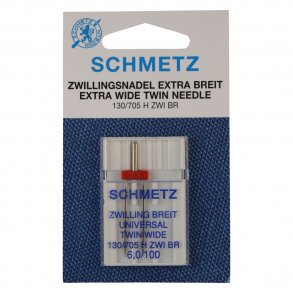 SCHMETZ
ZWILLINGSNADEL EXTRA BREIT
EXTRA WIDE TWIN NEEDLE
130/705 H ZWI BR
SCHMETZ
ZWILLING BREIT
UNIVERSAL
TWIN WIDE
130/705 H ZWI BR
6.0/100